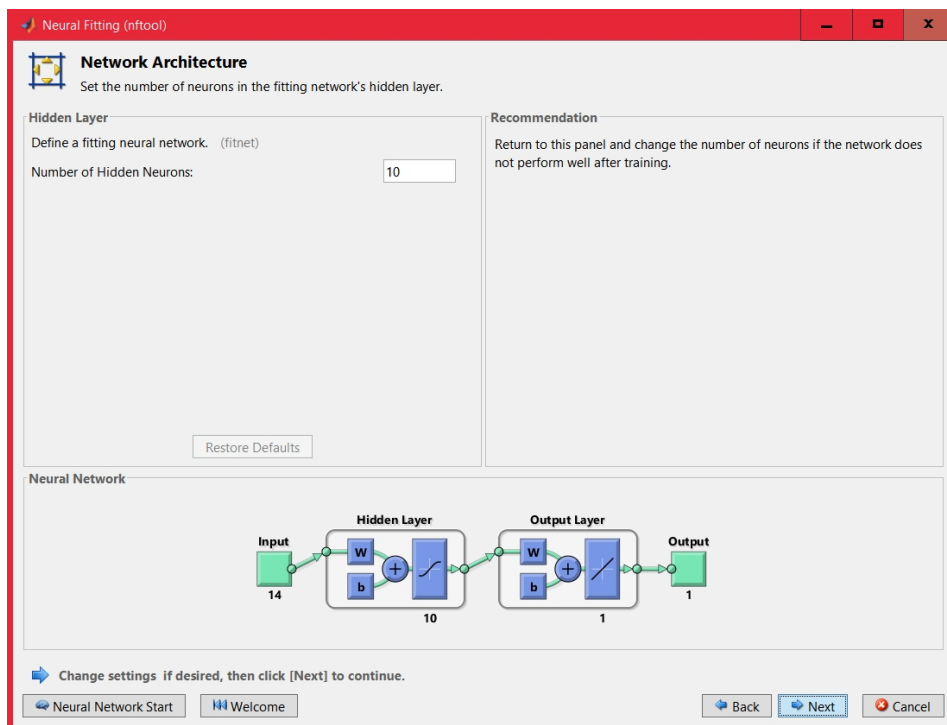 Neural Fitting (nftool)
Network Architecture
Set the number of neurons in the fitting network's hidden layer.
Hidden Layer
Define a fitting neural network. (fitnet)
Number of Hidden Neurons: 10
Restore Defaults
Recommendation
Return to this panel and change the number of neurons if the network does
not perform well after training.
Neural Network
Hidden Layer Output Layer
Input Output
W W
b b
14 1
10 1
Change settings if desired, then click [Next] to continue.
Neural Network Start Welcome Back Next Cancel